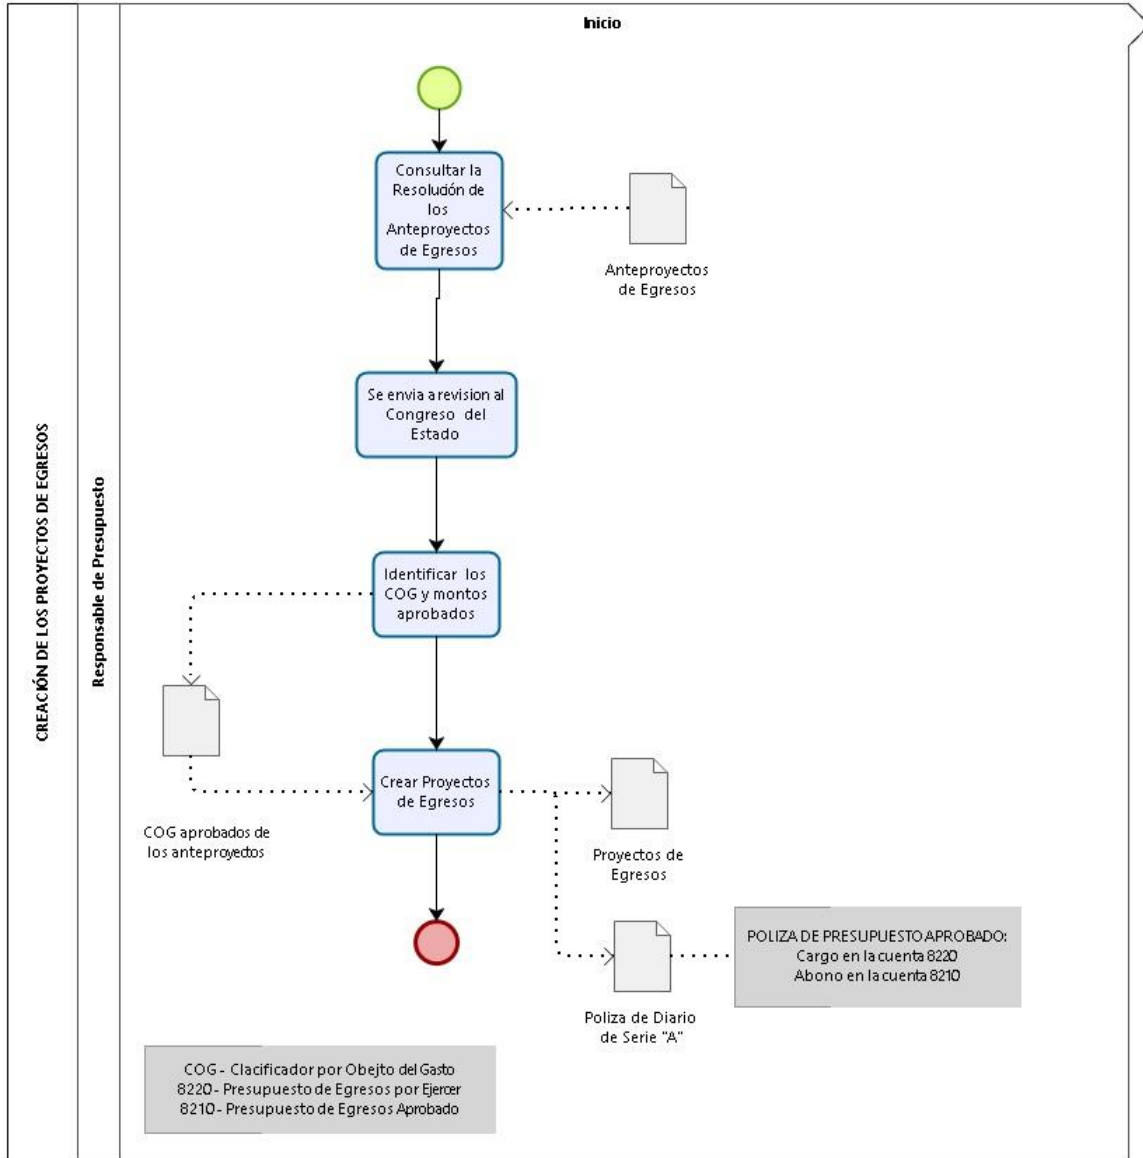 Inicio
CREACIÓN DE LOS PROYECTOS DE EGRESOS
Responsable de Presupuesto
Consultar la
Resolución de
los
Anteproyectos
de Egresos
Anteproyectos
de Egresos
Se envia a revision al
Congreso del
Estado
Identificar los
COG y montos
aprobados
COG aprobados de
los anteproyectos
Crear Proyectos
de Egresos
Proyectos de
Egresos
Poliza de Diario
de Serie "A"
POLIZA DE PRESUPUESTO APROBADO:
Cargo en la cuenta 8220
Abono en la cuenta 8210
COG - Clacificador por Obejto del Gasto
8220 - Presupuesto de Egresos por Ejercer
8210 - Presupuesto de Egresos Aprobado